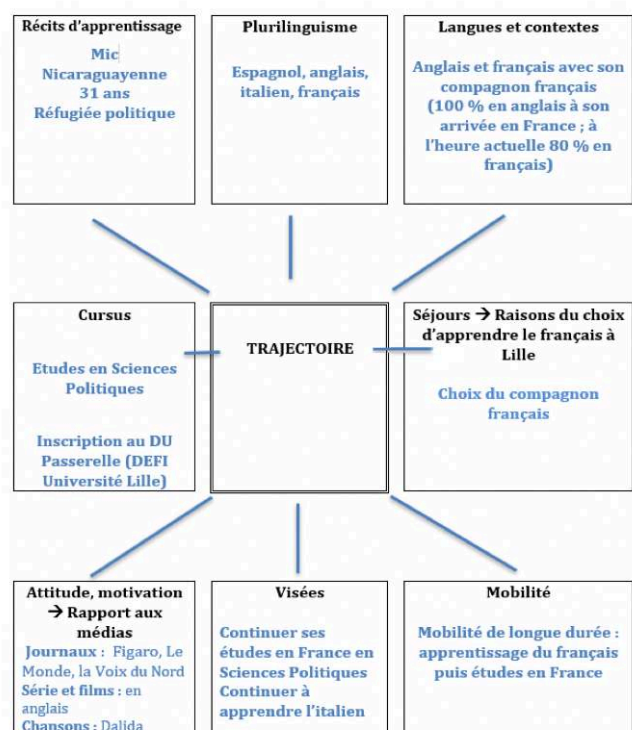 Récits d'apprentissage
Mic
Nicaraguayenne
31 ans
Réfugiée politique
Plurilinguisme
Espagnol, anglais,
italien, français
Langues et contextes
Anglais et français avec son
compagnon français
(100 % en anglais à son
arrivée en France ; à
l'heure actuelle 80 % en
français)
Cursus
Etudes en Sciences
Politiques
Inscription au DU
Passerelle (DEFI
Université Lille)
TRAJECTOIRE
Séjours → Raisons du choix
d'apprendre le français à
Lille
Choix du compagnon
français
Attitude, motivation
→ Rapport aux
médias
Journaux : Figaro, Le
Monde, la Voix du Nord
Série et films : en
anglais
Chansons : Dalida
Visées
Continuer ses
études en France en
Sciences Politiques
Continuer à
apprendre l'italien
Mobilité
Mobilité de longue durée :
apprentissage du français
puis études en France